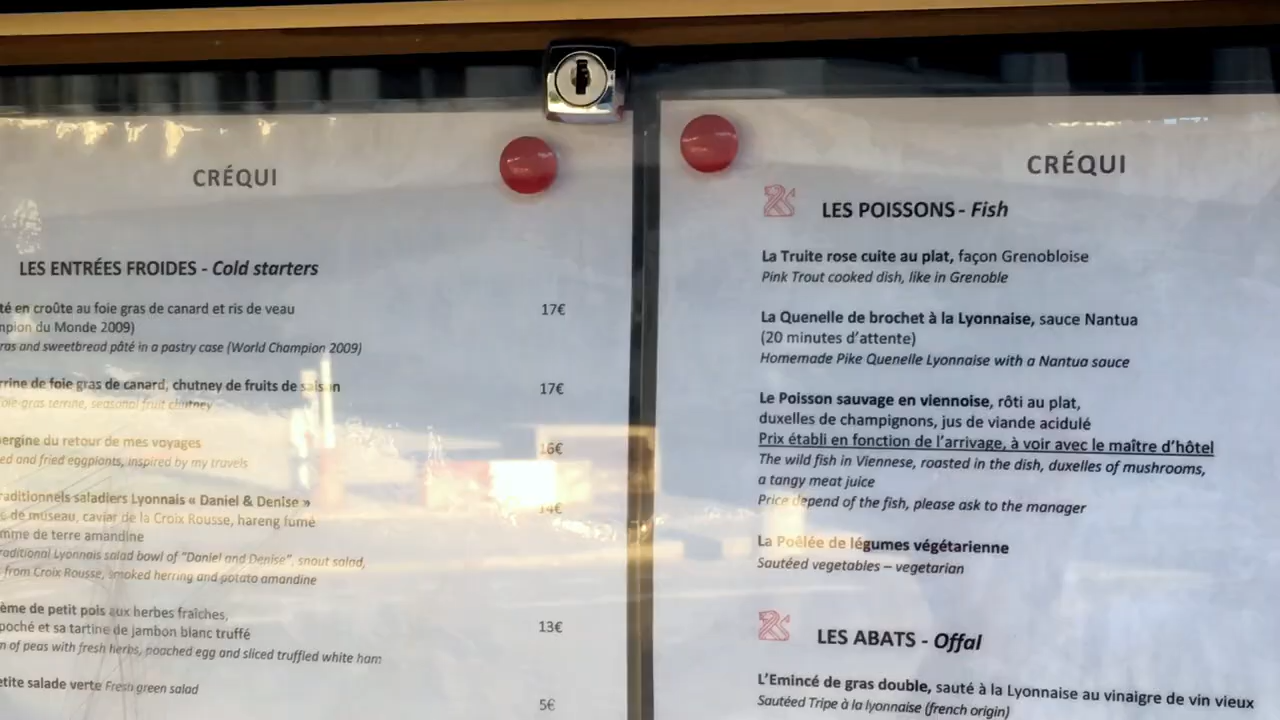 CRÉQUI
LES ENTRÉES FROIDES - Cold starters
té en croûte au foie gras de canard et ris de veau 17€
npion du Monde 2009)
ras and sweetbread pâté in a pastry case (World Champion 2009)
rrine de foie gras de canard, chutney de fruits de saison 17€
foie-gras terrine, seasonal fruit chutney
ergine du retour de mes voyages 16€
ed and fried eggplants, inspired by my travels
raditionnels saladiers Lyonnais « Daniel & Denise » 14€
de museau, caviar de la Croix Rousse, hareng fumé
mme de terre amandine
raditional Lyonnais salad bowl of "Daniel and Denise", snout salad,
from Croix Rousse, smoked herring and potato amandine
ème de petit pois aux herbes fraîches, 13€
poché et sa tartine de jambon blanc truffé
n of peas with fresh herbs, poached egg and sliced truffled white ham
etite salade verte Fresh green salad 5€
CRÉQUI
LES POISSONS - Fish
La Truite rose cuite au plat, façon Grenobloise
Pink Trout cooked dish, like in Grenoble
La Quenelle de brochet à la Lyonnaise, sauce Nantua
(20 minutes d'attente)
Homemade Pike Quenelle Lyonnaise with a Nantua sauce
Le Poisson sauvage en viennoise, rôti au plat,
duxelles de champignons, jus de viande acidulé
Prix établi en fonction de l'arrivage, à voir avec le maître d'hôtel
The wild fish in Viennese, roasted in the dish, duxelles of mushrooms,
a tangy meat juice
Price depend of the fish, please ask to the manager
La Poêlée de légumes végétarienne
Sautéed vegetables – vegetarian
LES ABATS - Offal
L'Emincé de gras double, sauté à la Lyonnaise au vinaigre de vin vieux
Sautéed Tripe à la lyonnaise (french origin)